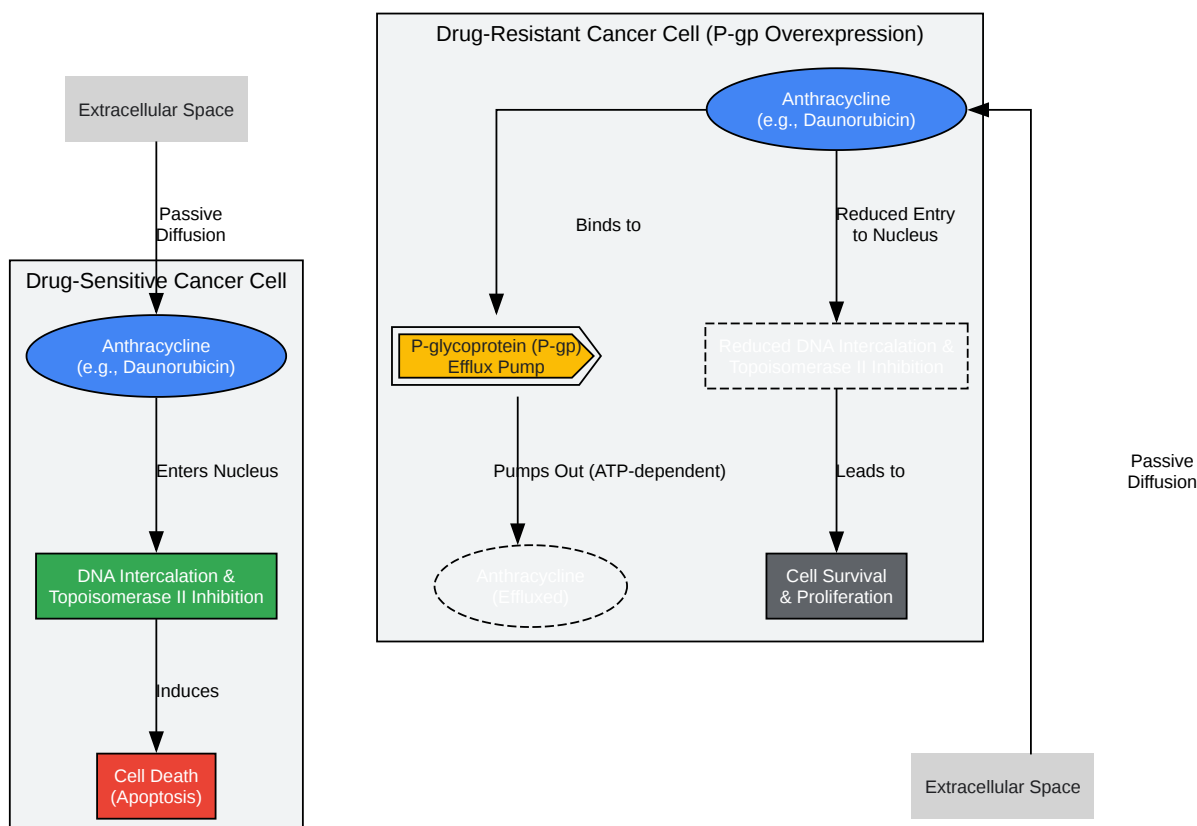 Extracellular Space
Passive
Diffusion
Drug-Sensitive Cancer Cell
Anthracycline
(e.g., Daunorubicin)
Enters Nucleus
DNA Intercalation &
Topoisomerase II Inhibition
Induces
Cell Death
(Apoptosis)
Drug-Resistant Cancer Cell (P-gp Overexpression)
Anthracycline
(e.g., Daunorubicin)
Binds to
Reduced Entry
to Nucleus
P-glycoprotein (P-gp)
Efflux Pump
Reduced DNA Intercalation &
Topoisomerase II Inhibition
Pumps Out (ATP-dependent)
Leads to
Anthracycline
(Effluxed)
Cell Survival
& Proliferation
Passive
Diffusion
Extracellular Space